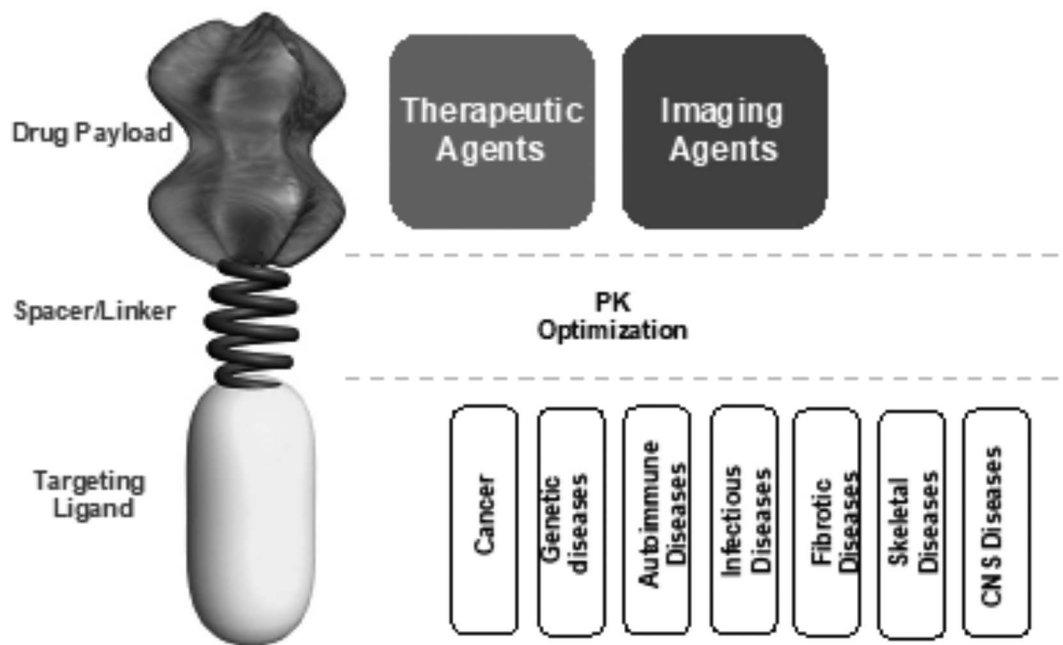 Drug Payload
Therapeutic
Agents
Imaging
Agents
Spacer/Linker
PK
Optimization
Targeting
Ligand
Cancer
Genetic
diseases
Autoimmune
Diseases
Infectious
Diseases
Fibrotic
Diseases
Skeletal
Diseases
CNS Diseases